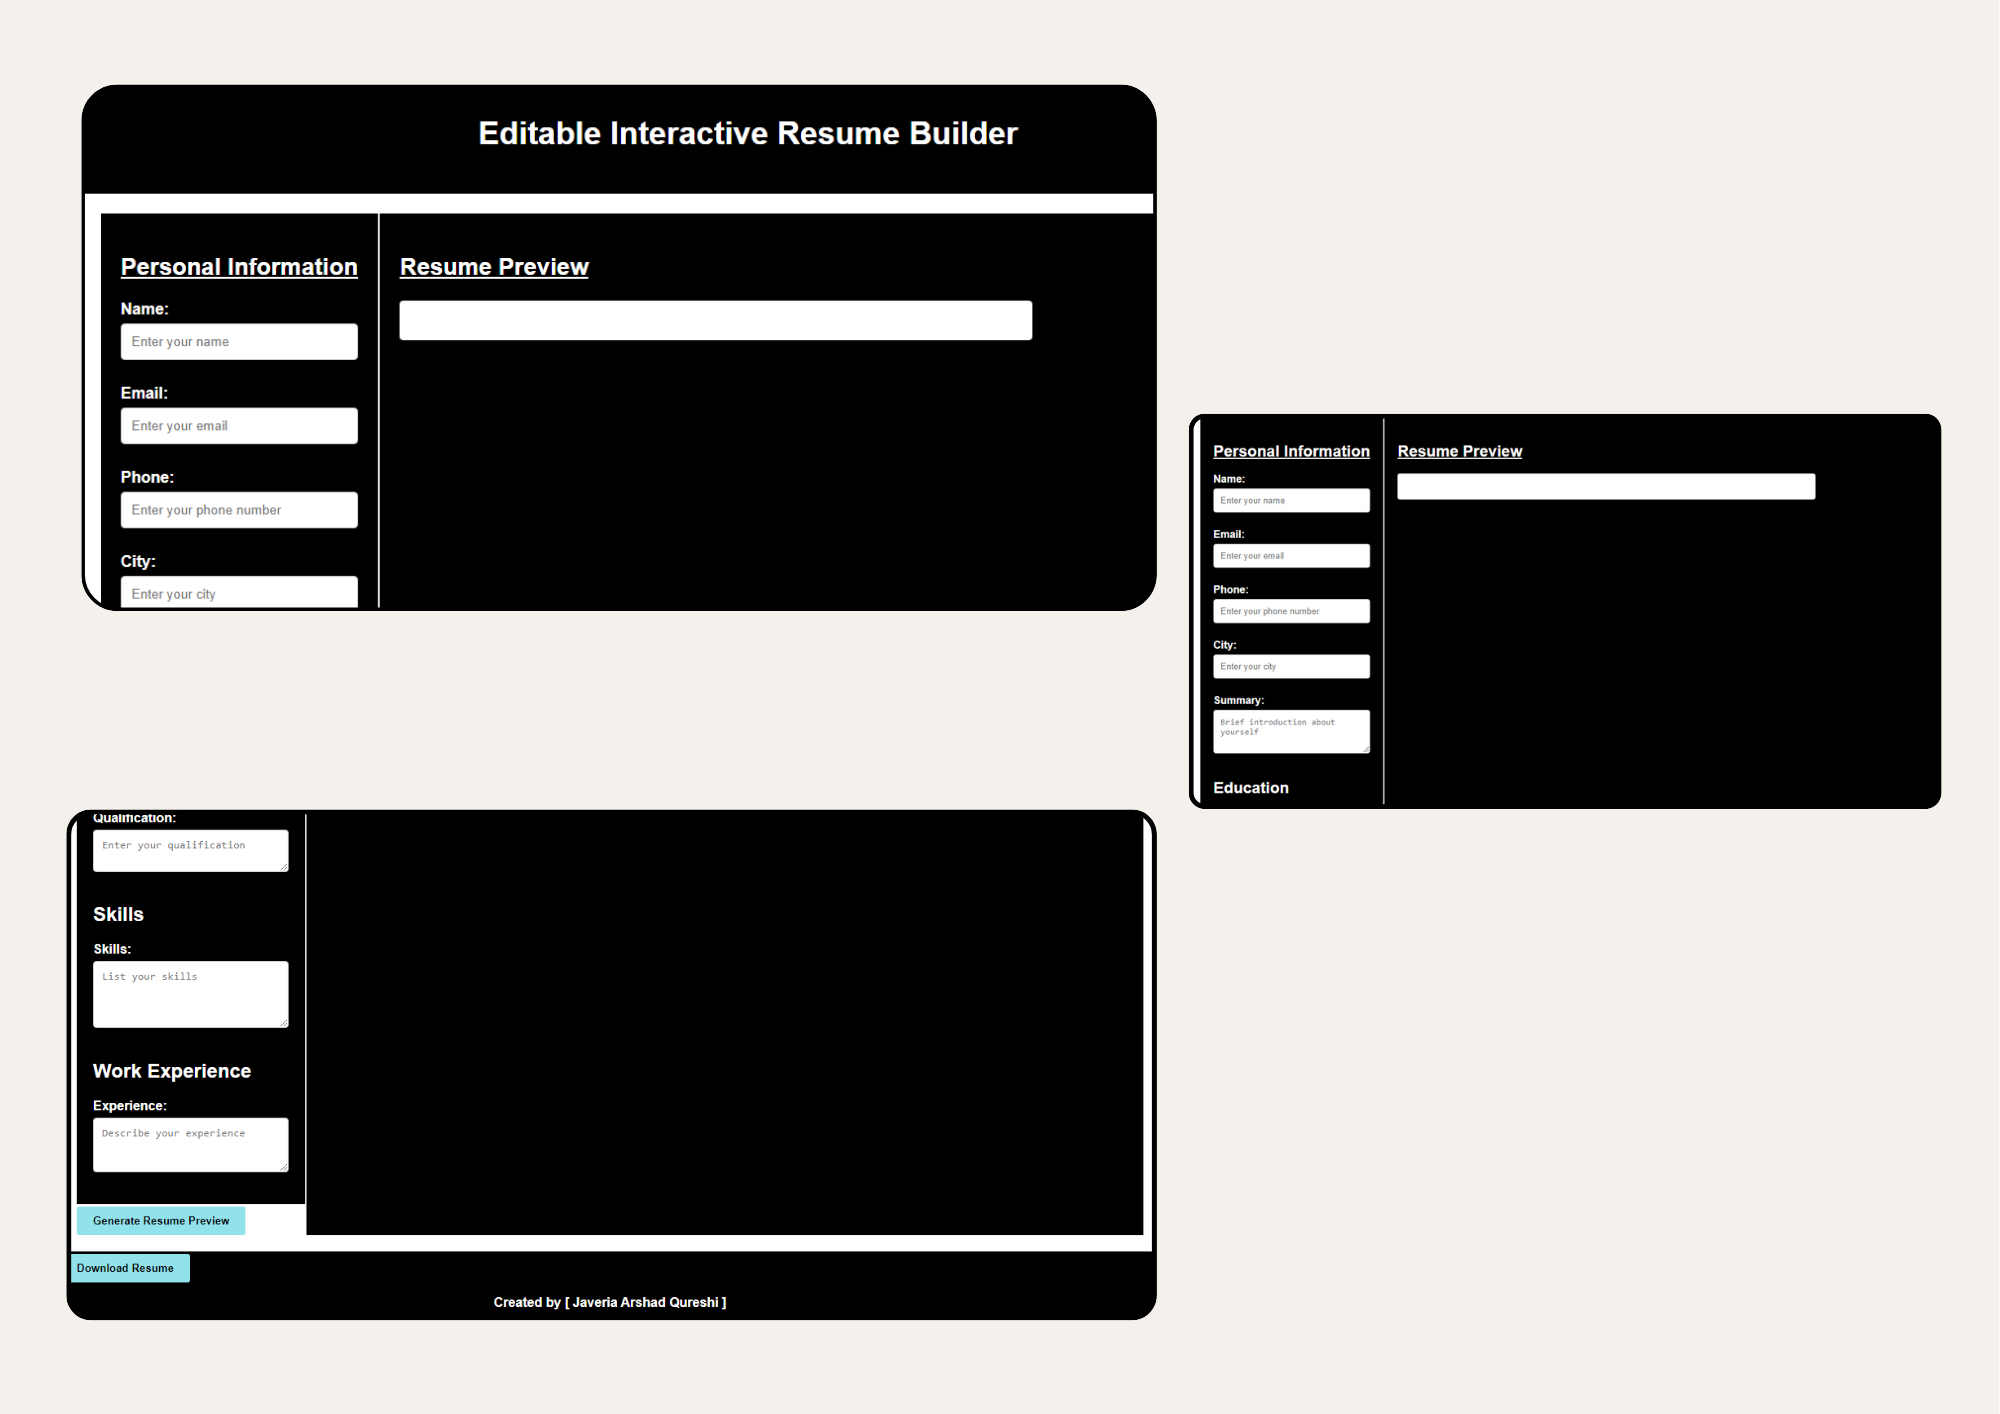 Editable Interactive Resume Builder
Personal Information
Name:
Enter your name
Email:
Enter your email
Phone:
Enter your phone number
City:
Enter your city
Resume Preview
Personal Information
Name:
Enter your name
Email:
Enter your email
Phone:
Enter your phone number
City:
Enter your city
Summary:
Brief introduction about
yourself
Education
Resume Preview
Qualification:
Enter your qualification
Skills
Skills:
List your skills
Work Experience
Experience:
Describe your experience
Generate Resume Preview
Download Resume
Created by [ Javeria Arshad Qureshi ]